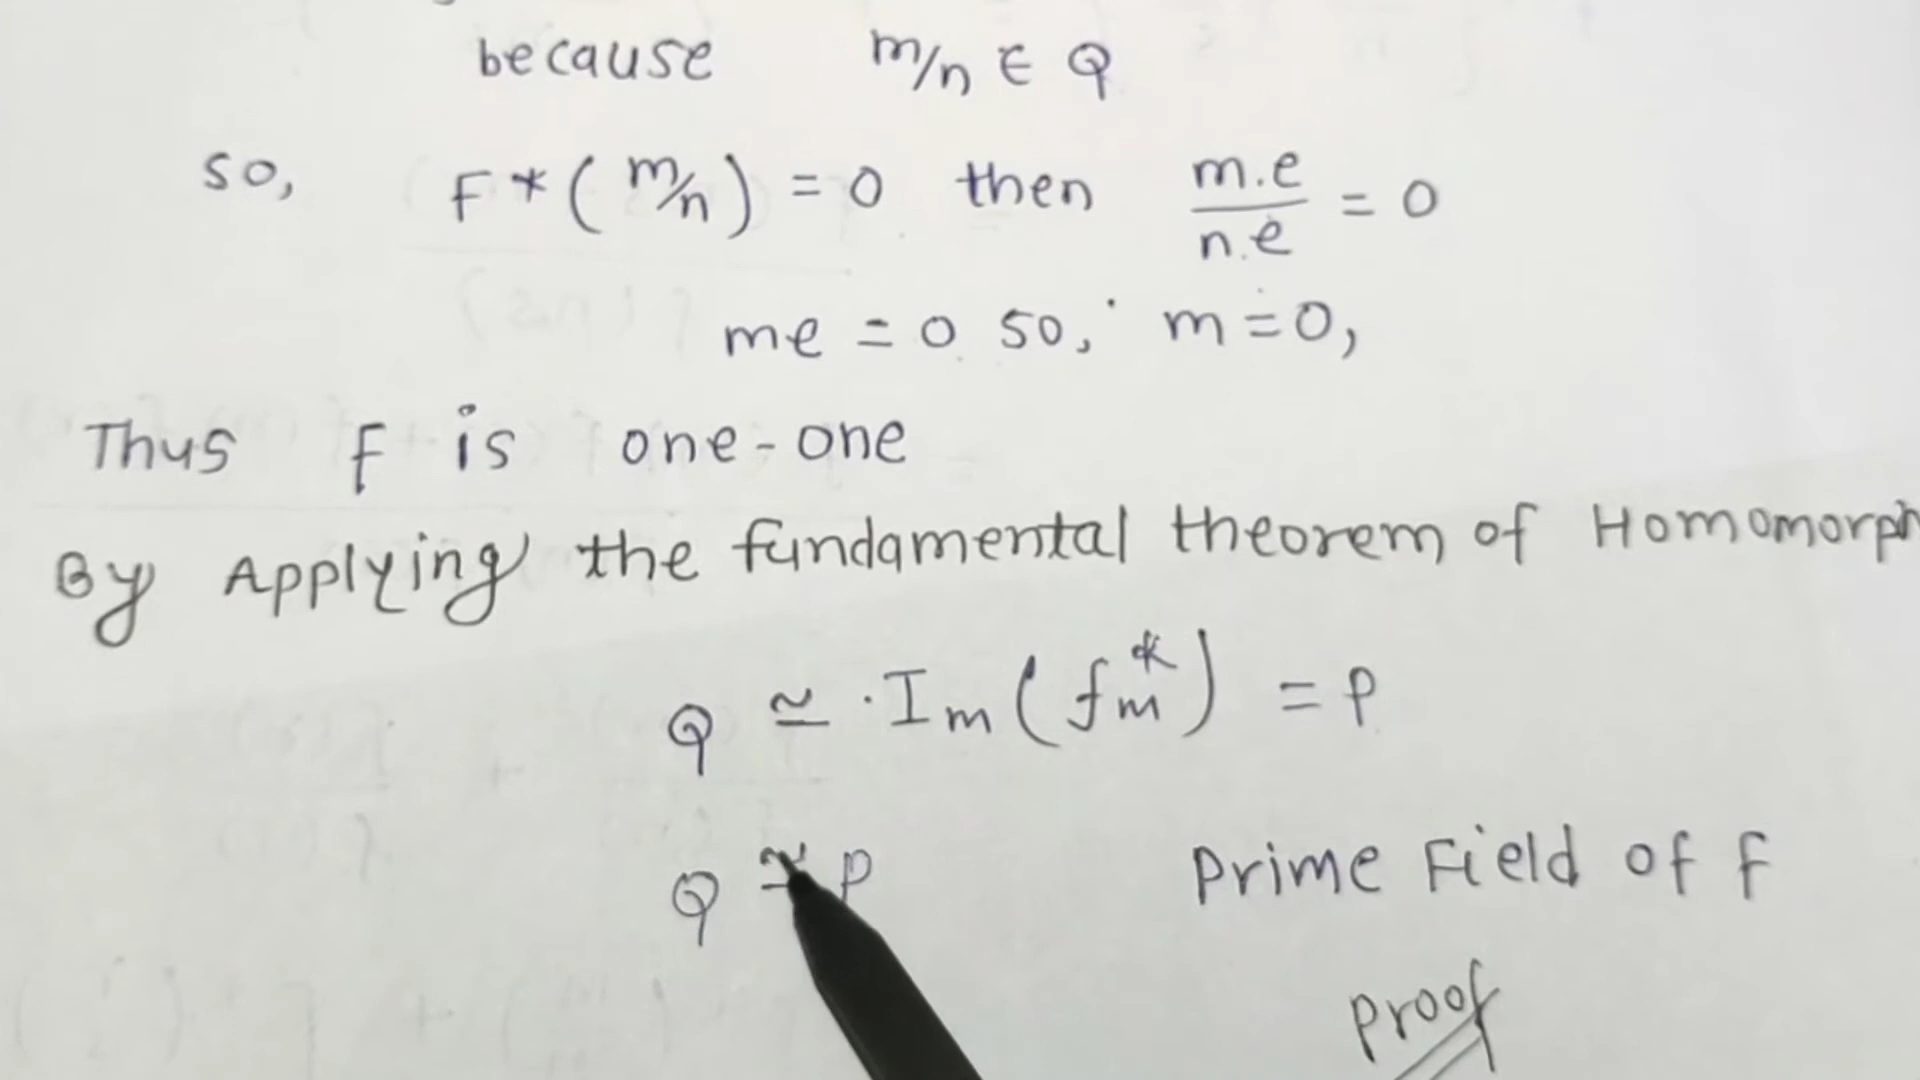 because m/n ∈ Q
so, F*(m/n) = 0 then m.e/n.e = 0
me = 0 so, m = 0,
Thus F is one-one
By Applying the fundamental theorem of Homomorph
Q ≃ Im(fm*) = P
Q ≃ P Prime Field of F
Proof